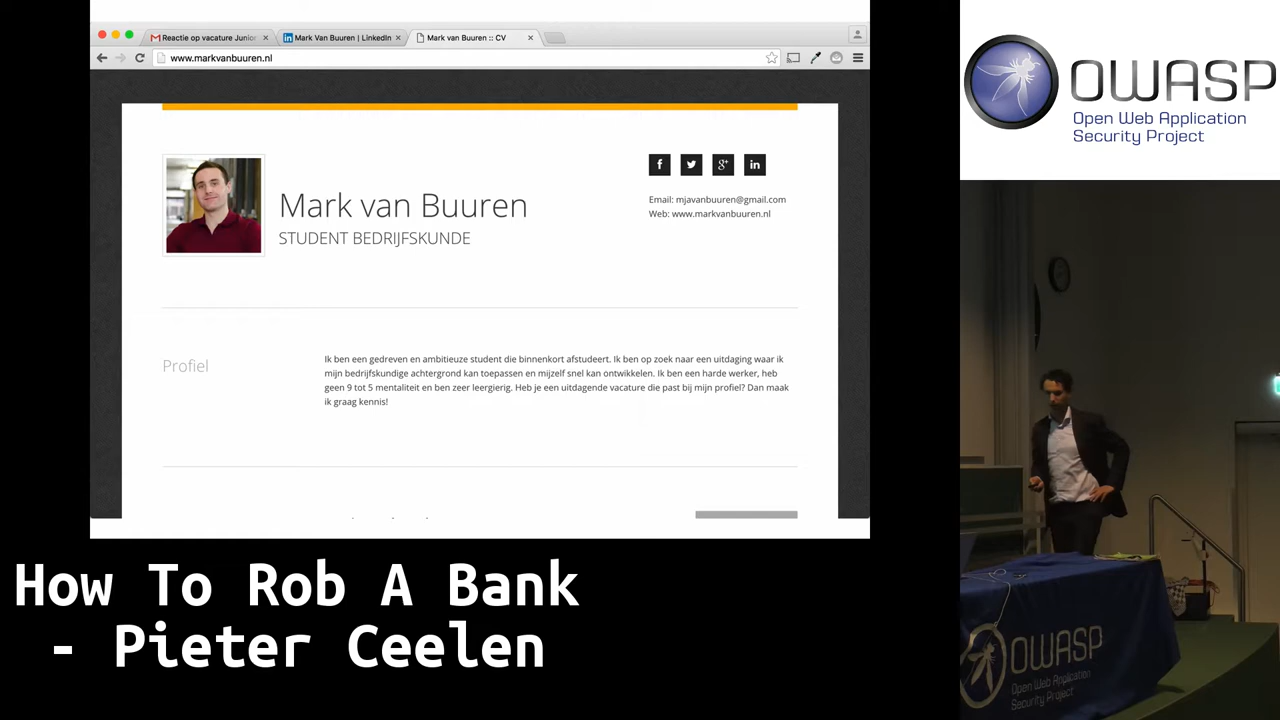 Reactie op vacature Junio
Mark Van Buuren | LinkedIn
Mark van Buuren :: CV
www.markvanbuuren.nl
Mark van Buuren
STUDENT BEDRIJFSKUNDE
Email: mjavanbuuren@gmail.com
Web: www.markvanbuuren.nl
Profiel
Ik ben een gedreven en ambitieuze student die binnenkort afstudeert. Ik ben op zoek naar een uitdaging waar ik
mijn bedrijfskundige achtergrond kan toepassen en mijzelf snel kan ontwikkelen. Ik ben een harde werker, heb
geen 9 tot 5 mentaliteit en ben zeer leergierig. Heb je een uitdagende vacature die past bij mijn profiel? Dan maak
ik graag kennis!
How To Rob A Bank
- Pieter Ceelen
OWASP
Open Web Application
Security Project
OWASP
Open Web Application
Security Project